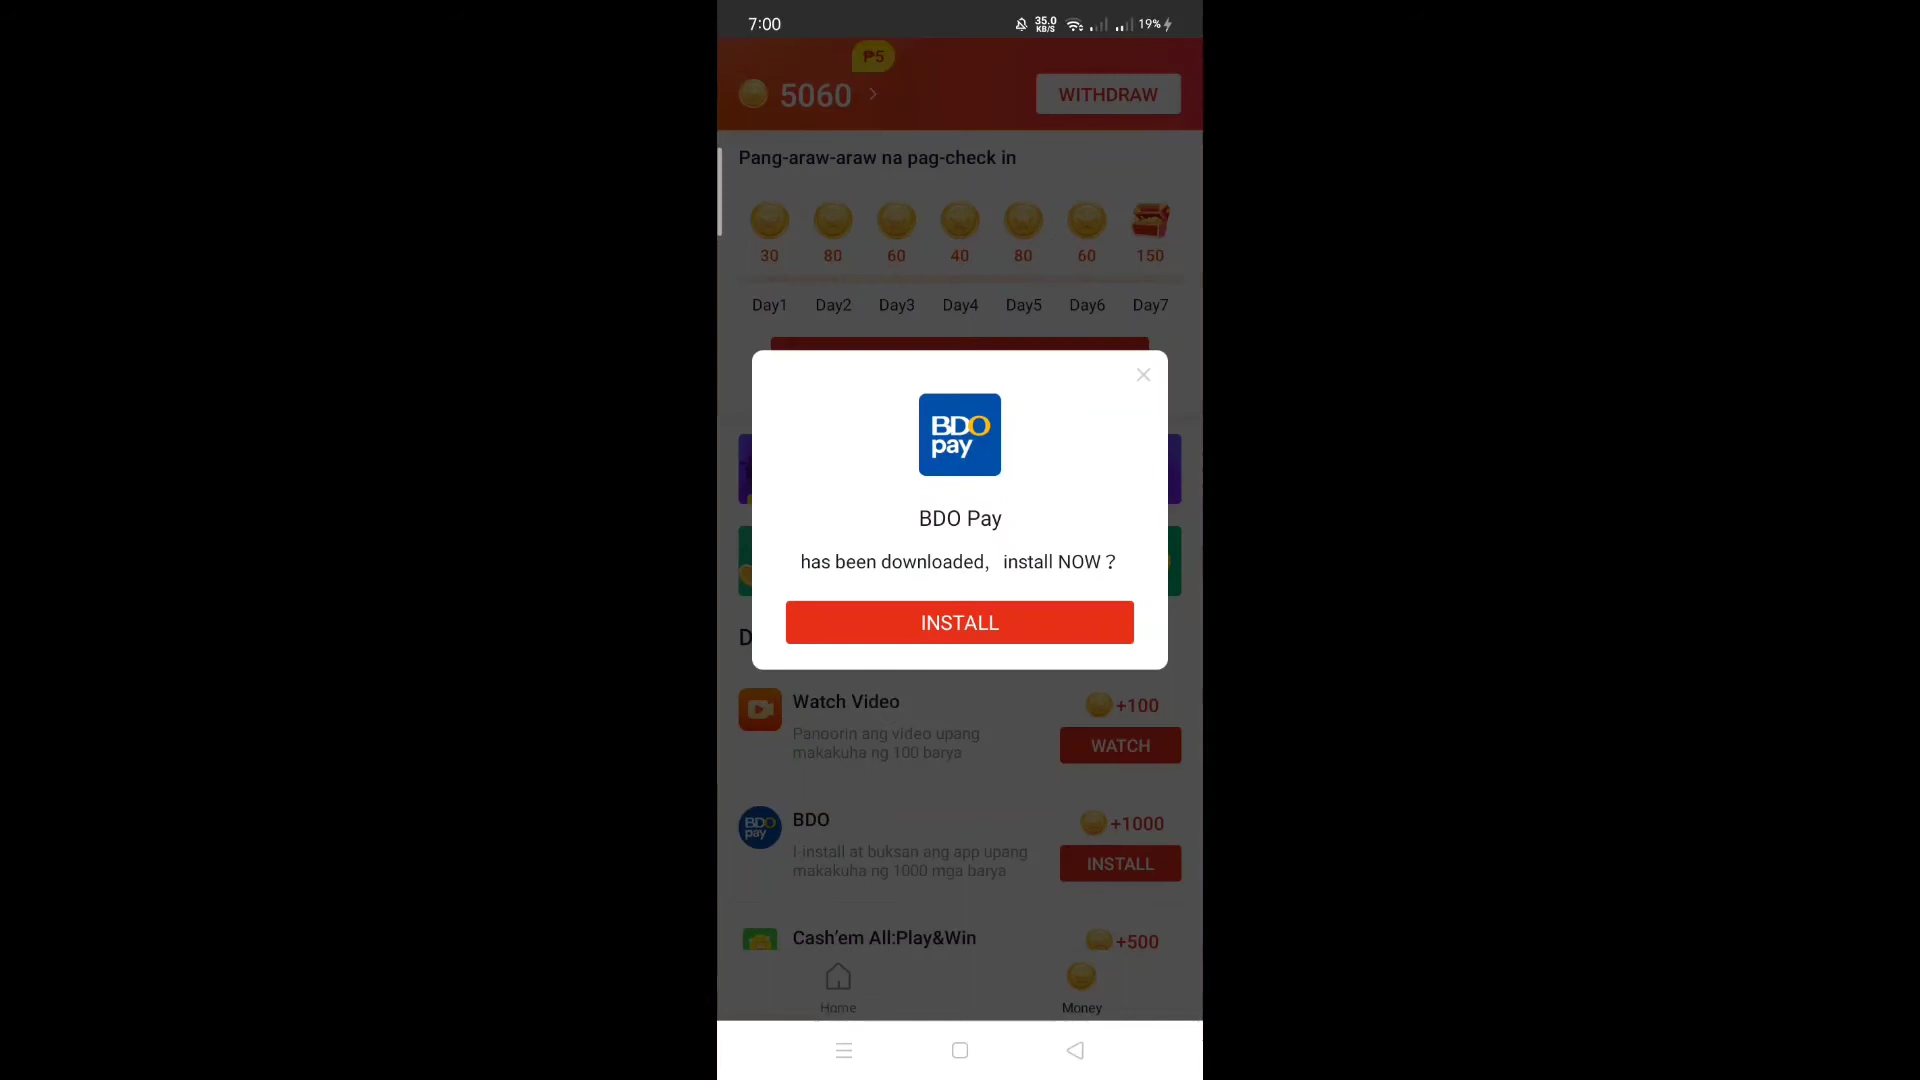 7:00
35.0
KB/S
19%
₱5
5060
WITHDRAW
Pang-araw-araw na pag-check in
30 80 60 40 80 60 150
Day1 Day2 Day3 Day4 Day5 Day6 Day7
BDO
pay
BDO Pay
has been downloaded, install NOW ?
INSTALL
D
Watch Video
+100
Panoorin ang video upang
makakuha ng 100 barya
WATCH
BDO
pay
BDO
+1000
I-install at buksan ang app upang
makakuha ng 1000 mga barya
INSTALL
Cash'em All:Play&Win
+500
Home
Money